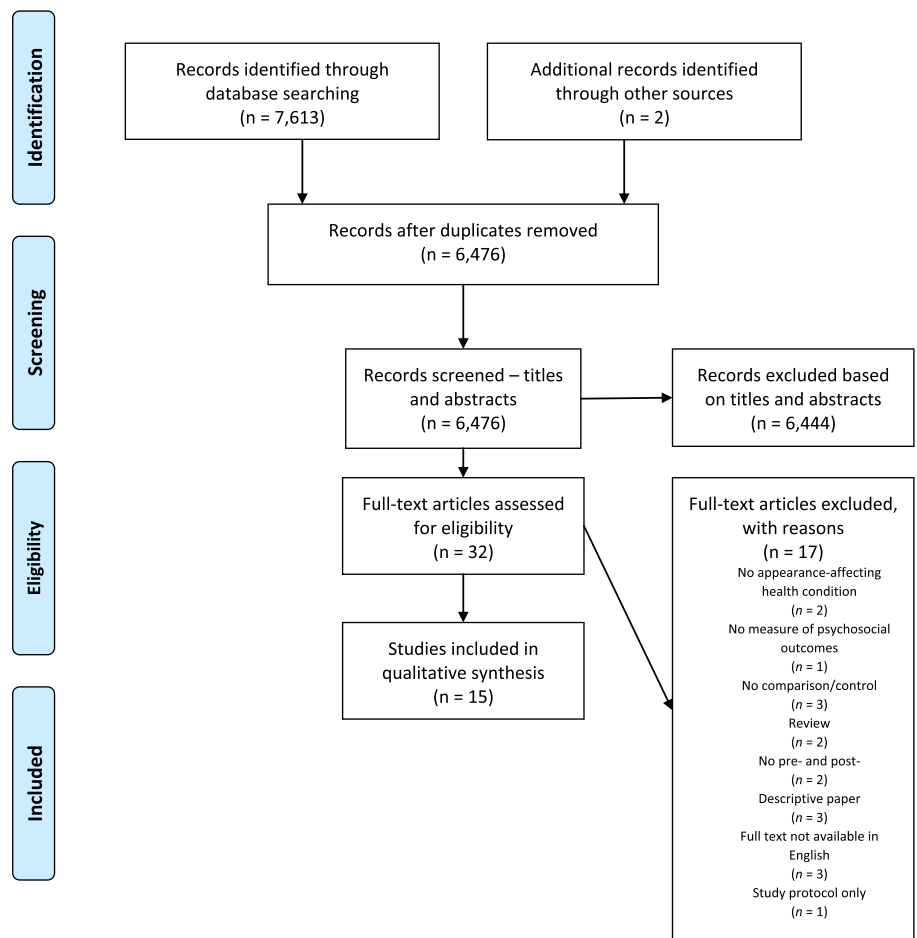 Identification
Records identified through
database searching
(n = 7,613)
Additional records identified
through other sources
(n = 2)
Records after duplicates removed
(n = 6,476)
Screening
Records screened – titles
and abstracts
(n = 6,476)
Records excluded based
on titles and abstracts
(n = 6,444)
Eligibility
Full-text articles assessed
for eligibility
(n = 32)
Full-text articles excluded,
with reasons
(n = 17)
No appearance-affecting
health condition
(n = 2)
No measure of psychosocial
outcomes
(n = 1)
No comparison/control
(n = 3)
Review
(n = 2)
No pre- and post-
(n = 2)
Descriptive paper
(n = 3)
Full text not available in
English
(n = 3)
Study protocol only
(n = 1)
Included
Studies included in
qualitative synthesis
(n = 15)